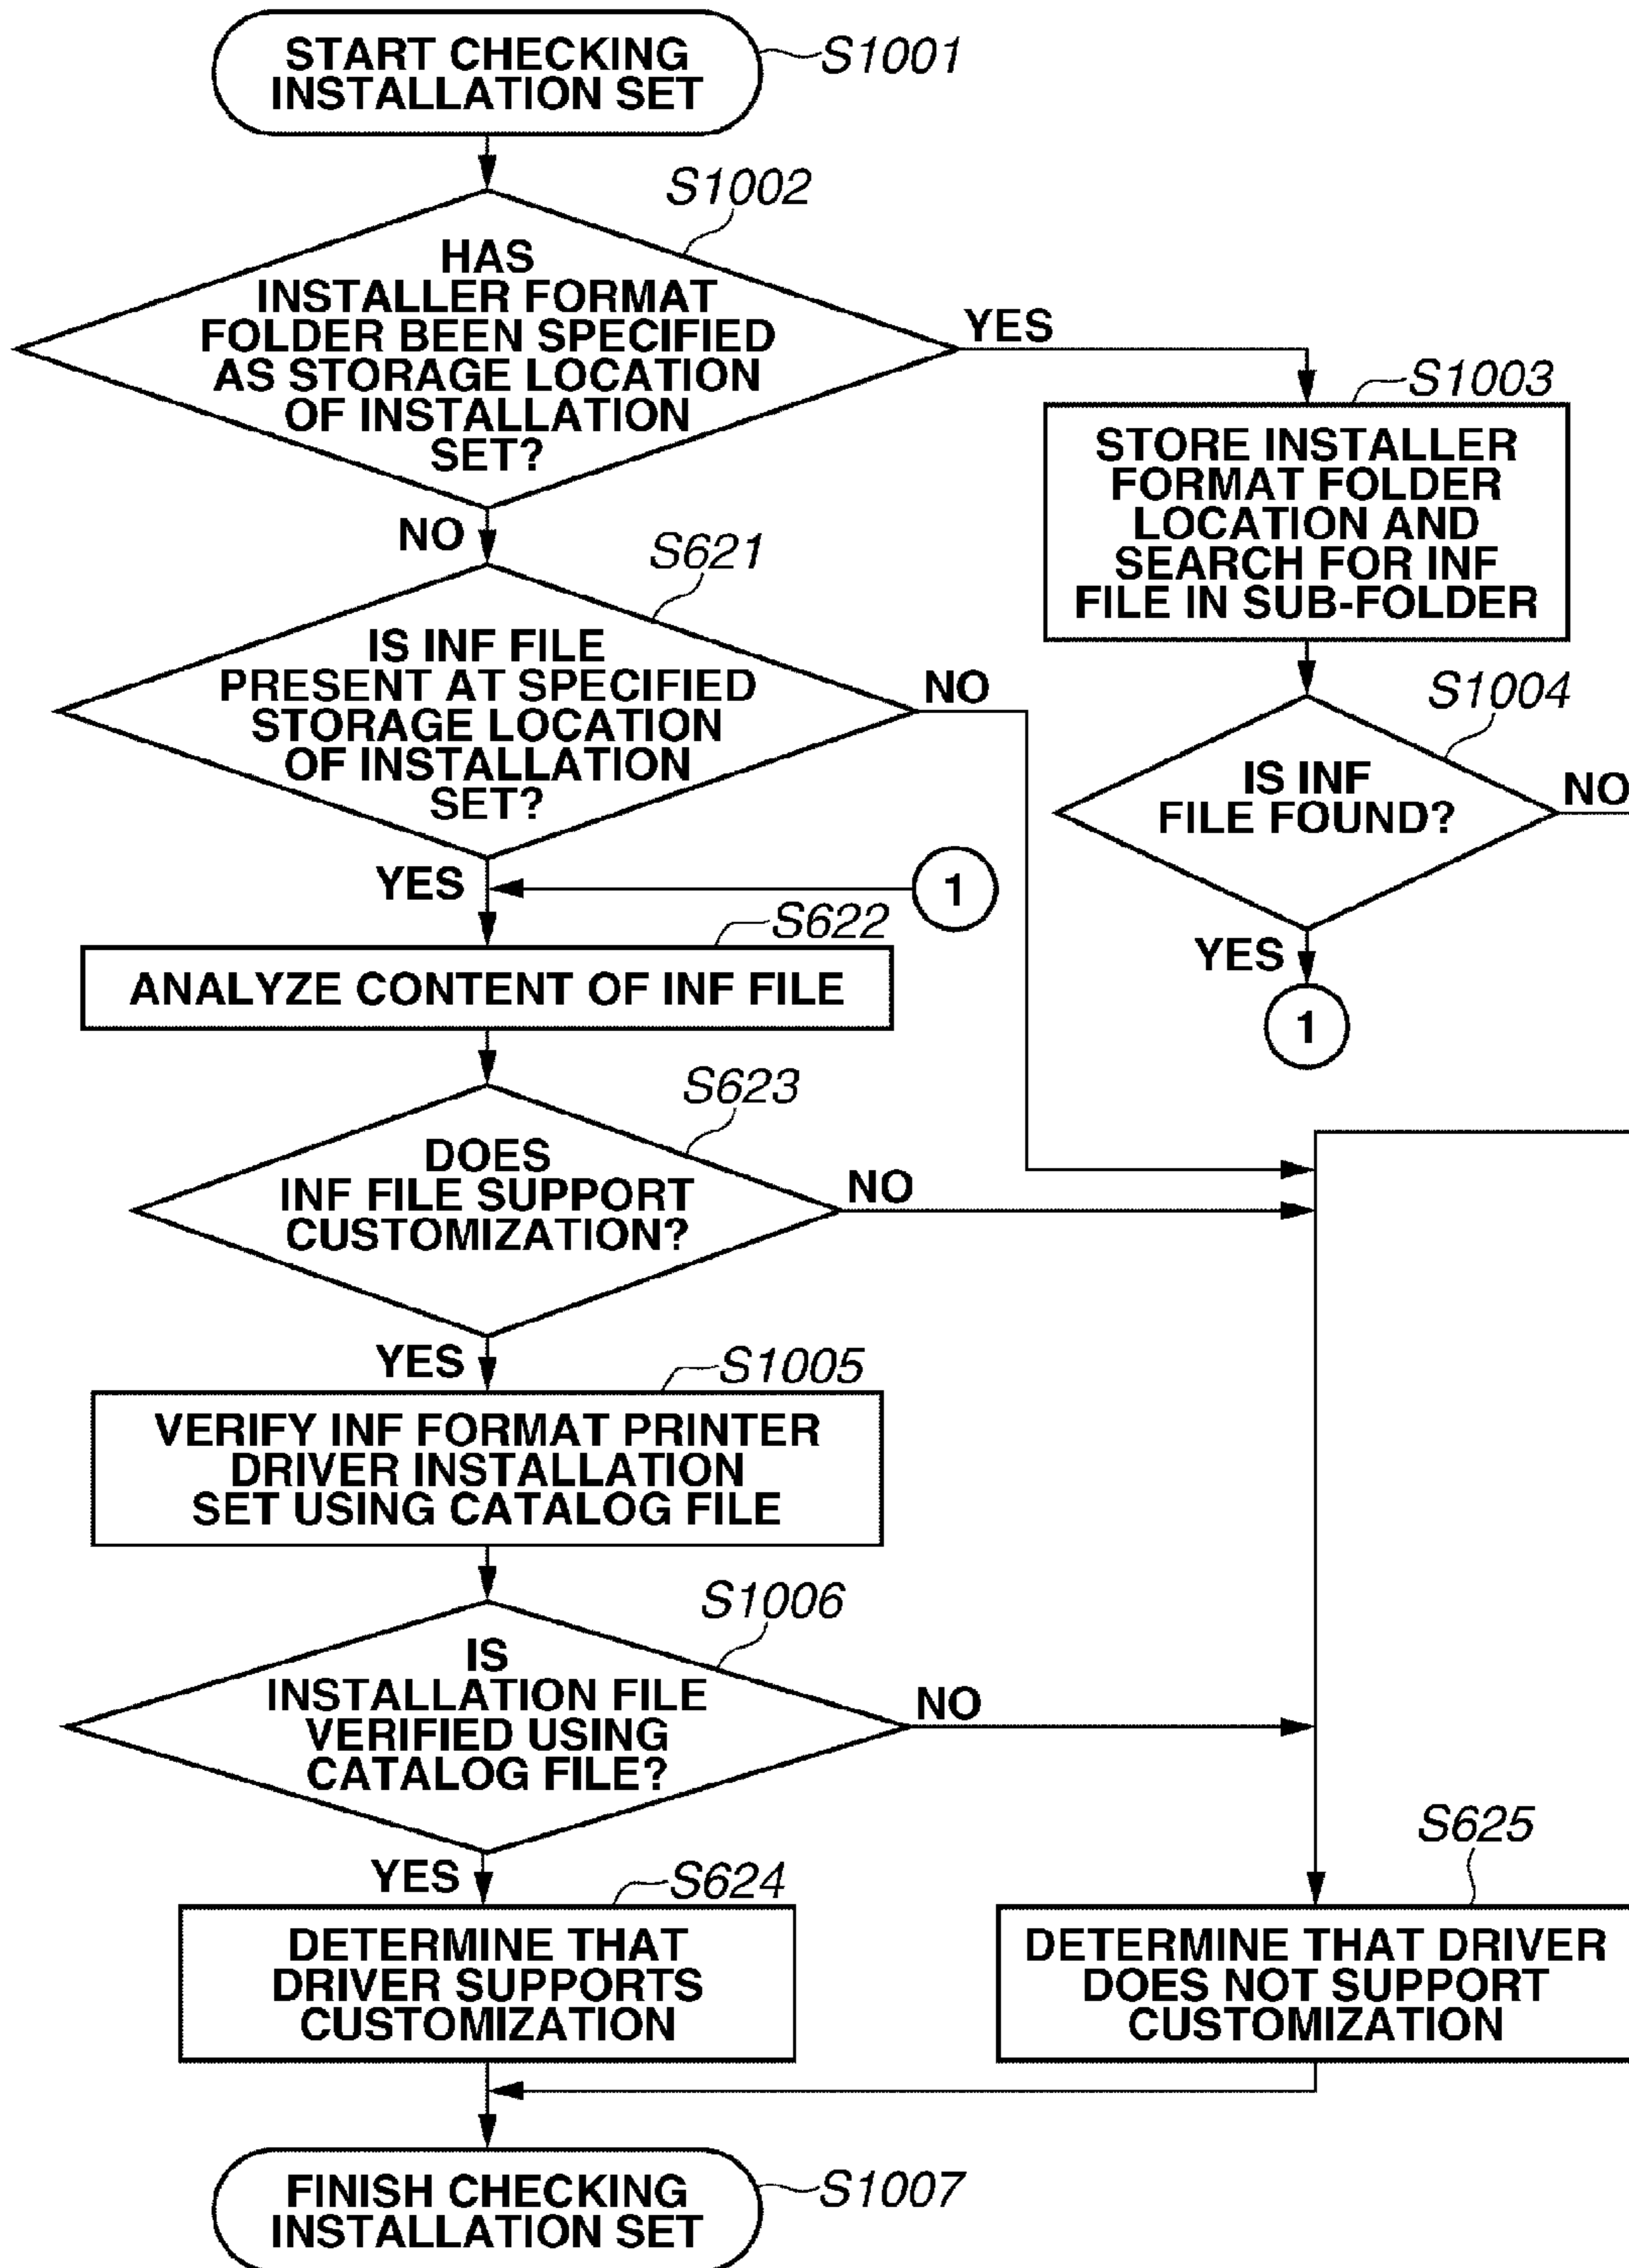 START CHECKING
INSTALLATION SET
S1001
S1002
HAS
INSTALLER FORMAT
FOLDER BEEN SPECIFIED
AS STORAGE LOCATION
OF INSTALLATION
SET?
YES
NO
S1003
STORE INSTALLER
FORMAT FOLDER
LOCATION AND
SEARCH FOR INF
FILE IN SUB-FOLDER
S621
IS INF FILE
PRESENT AT SPECIFIED
STORAGE LOCATION
OF INSTALLATION
SET?
NO
YES
S1004
IS INF
FILE FOUND?
NO
YES
1
1
S622
ANALYZE CONTENT OF INF FILE
S623
DOES
INF FILE SUPPORT
CUSTOMIZATION?
NO
YES
S1005
VERIFY INF FORMAT PRINTER
DRIVER INSTALLATION
SET USING CATALOG FILE
S1006
IS
INSTALLATION FILE
VERIFIED USING
CATALOG FILE?
NO
YES
S624
DETERMINE THAT
DRIVER SUPPORTS
CUSTOMIZATION
S625
DETERMINE THAT DRIVER
DOES NOT SUPPORT
CUSTOMIZATION
FINISH CHECKING
INSTALLATION SET
S1007